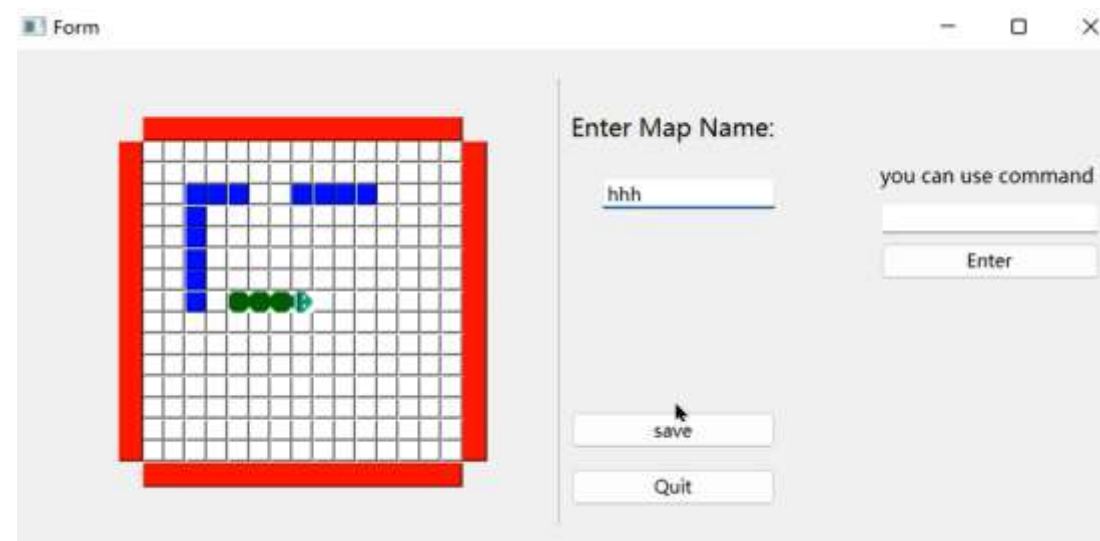 Form
Enter Map Name:
hhh
you can use command
Enter
save
Quit